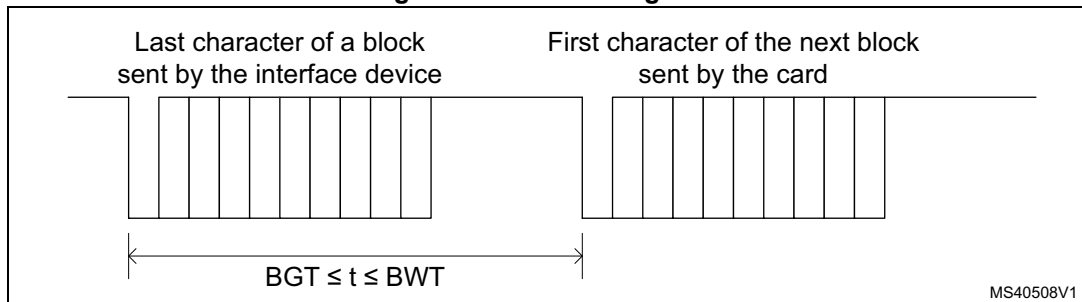 Last character of a block
sent by the interface device
First character of the next block
sent by the card
BGT ≤ t ≤ BWT
MS40508V1